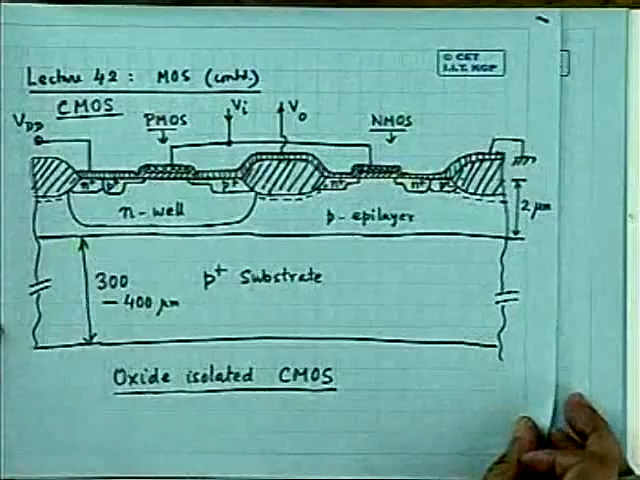 © CET
I.I.T. KGP
Lecture 42 : MOS (contd.)
CMOS
VDD
PMOS
Vi
Vo
NMOS
n+ p+ p+ n+ n+ p+
n-well
p-epilayer
2 μm
300
- 400 μm
p+ Substrate
Oxide isolated CMOS